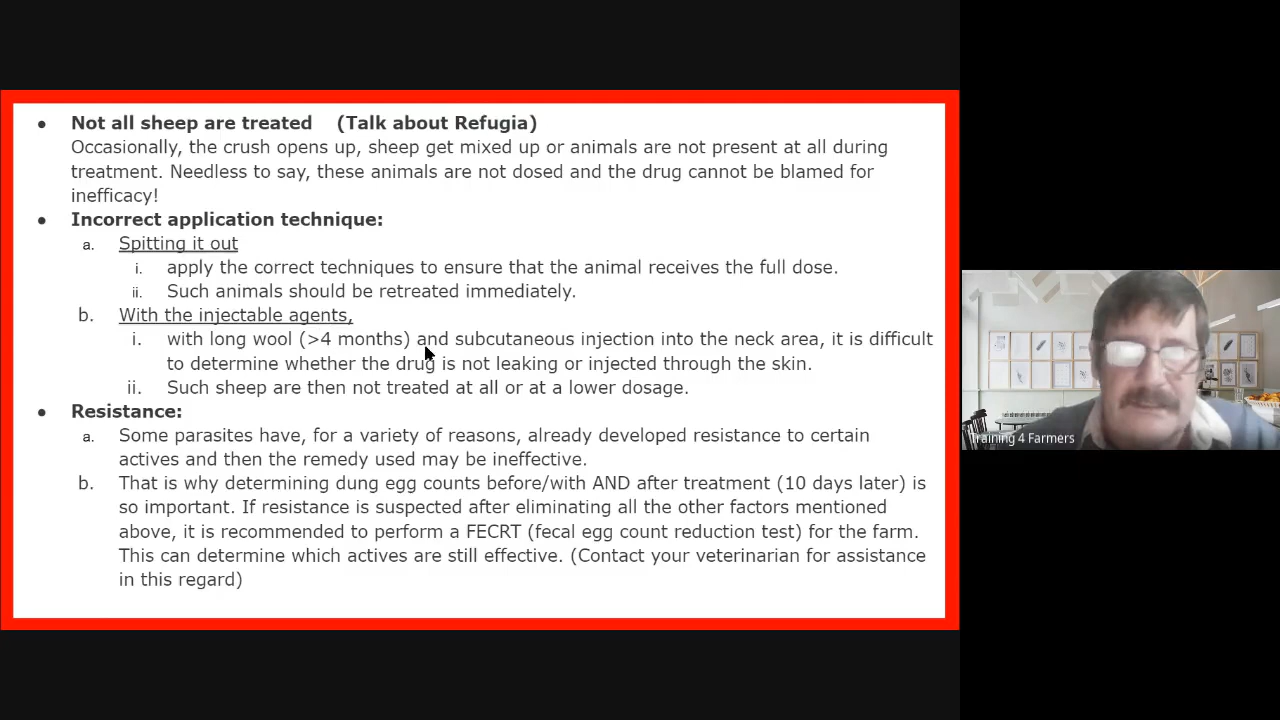 • Not all sheep are treated (Talk about Refugia)
Occasionally, the crush opens up, sheep get mixed up or animals are not present at all during
treatment. Needless to say, these animals are not dosed and the drug cannot be blamed for
inefficacy!
• Incorrect application technique:
a. Spitting it out
i. apply the correct techniques to ensure that the animal receives the full dose.
ii. Such animals should be retreated immediately.
b. With the injectable agents,
i. with long wool (>4 months) and subcutaneous injection into the neck area, it is difficult
to determine whether the drug is not leaking or injected through the skin.
ii. Such sheep are then not treated at all or at a lower dosage.
• Resistance:
a. Some parasites have, for a variety of reasons, already developed resistance to certain
actives and then the remedy used may be ineffective.
b. That is why determining dung egg counts before/with AND after treatment (10 days later) is
so important. If resistance is suspected after eliminating all the other factors mentioned
above, it is recommended to perform a FECRT (fecal egg count reduction test) for the farm.
This can determine which actives are still effective. (Contact your veterinarian for assistance
in this regard)
Training 4 Farmers